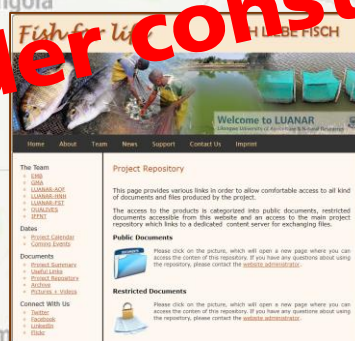 ngola
der const
Fish for life
H LIEBE FISCH
Welcome to LUANAR
Lilongwe University of Agriculture & Natural Resources
Home About Team News Support Contact Us Imprint
The Team
EMB
GMA
LUANAR-AQF
LUANAR-HNH
LUANAR-FST
QUALIVES
IFFNT
Dates
Project Calendar
Coming Events
Documents
Project Summary
Useful Links
Project Repository
Archive
Pictures + Videos
Connect With Us
Twitter
Facebook
LinkedIn
Flickr
Project Repository
This page provides various links in order to allow comfortable access to all kind
of documents and files produced by the project.
The access to the products is categorized into public documents, restricted
documents accessible from this website and an access to the main project
repository which links to a dedicated content server for exchanging files.
Public Documents
Please click on the picture, which will open a new page where you can
access the conten of this repository. If you have any questions about using
the repository, please contact the website administrator.
Restricted Documents
Please click on the picture, which will open a new page where you can
access the conten of this repository. If you have any questions about using
the repository, please contact the website administrator.